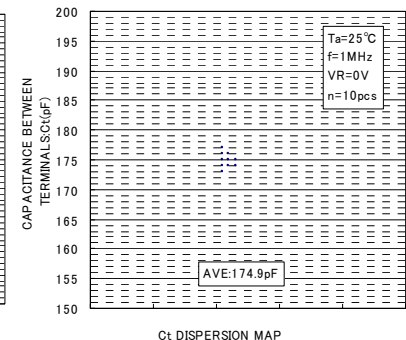 CAPACITANCE BETWEEN
TERMINALS:Ct(pF)
200
195
190
185
180
175
170
165
160
155
150
Ta=25℃
f=1MHz
VR=0V
n=10pcs
AVE:174.9pF
Ct DISPERSION MAP